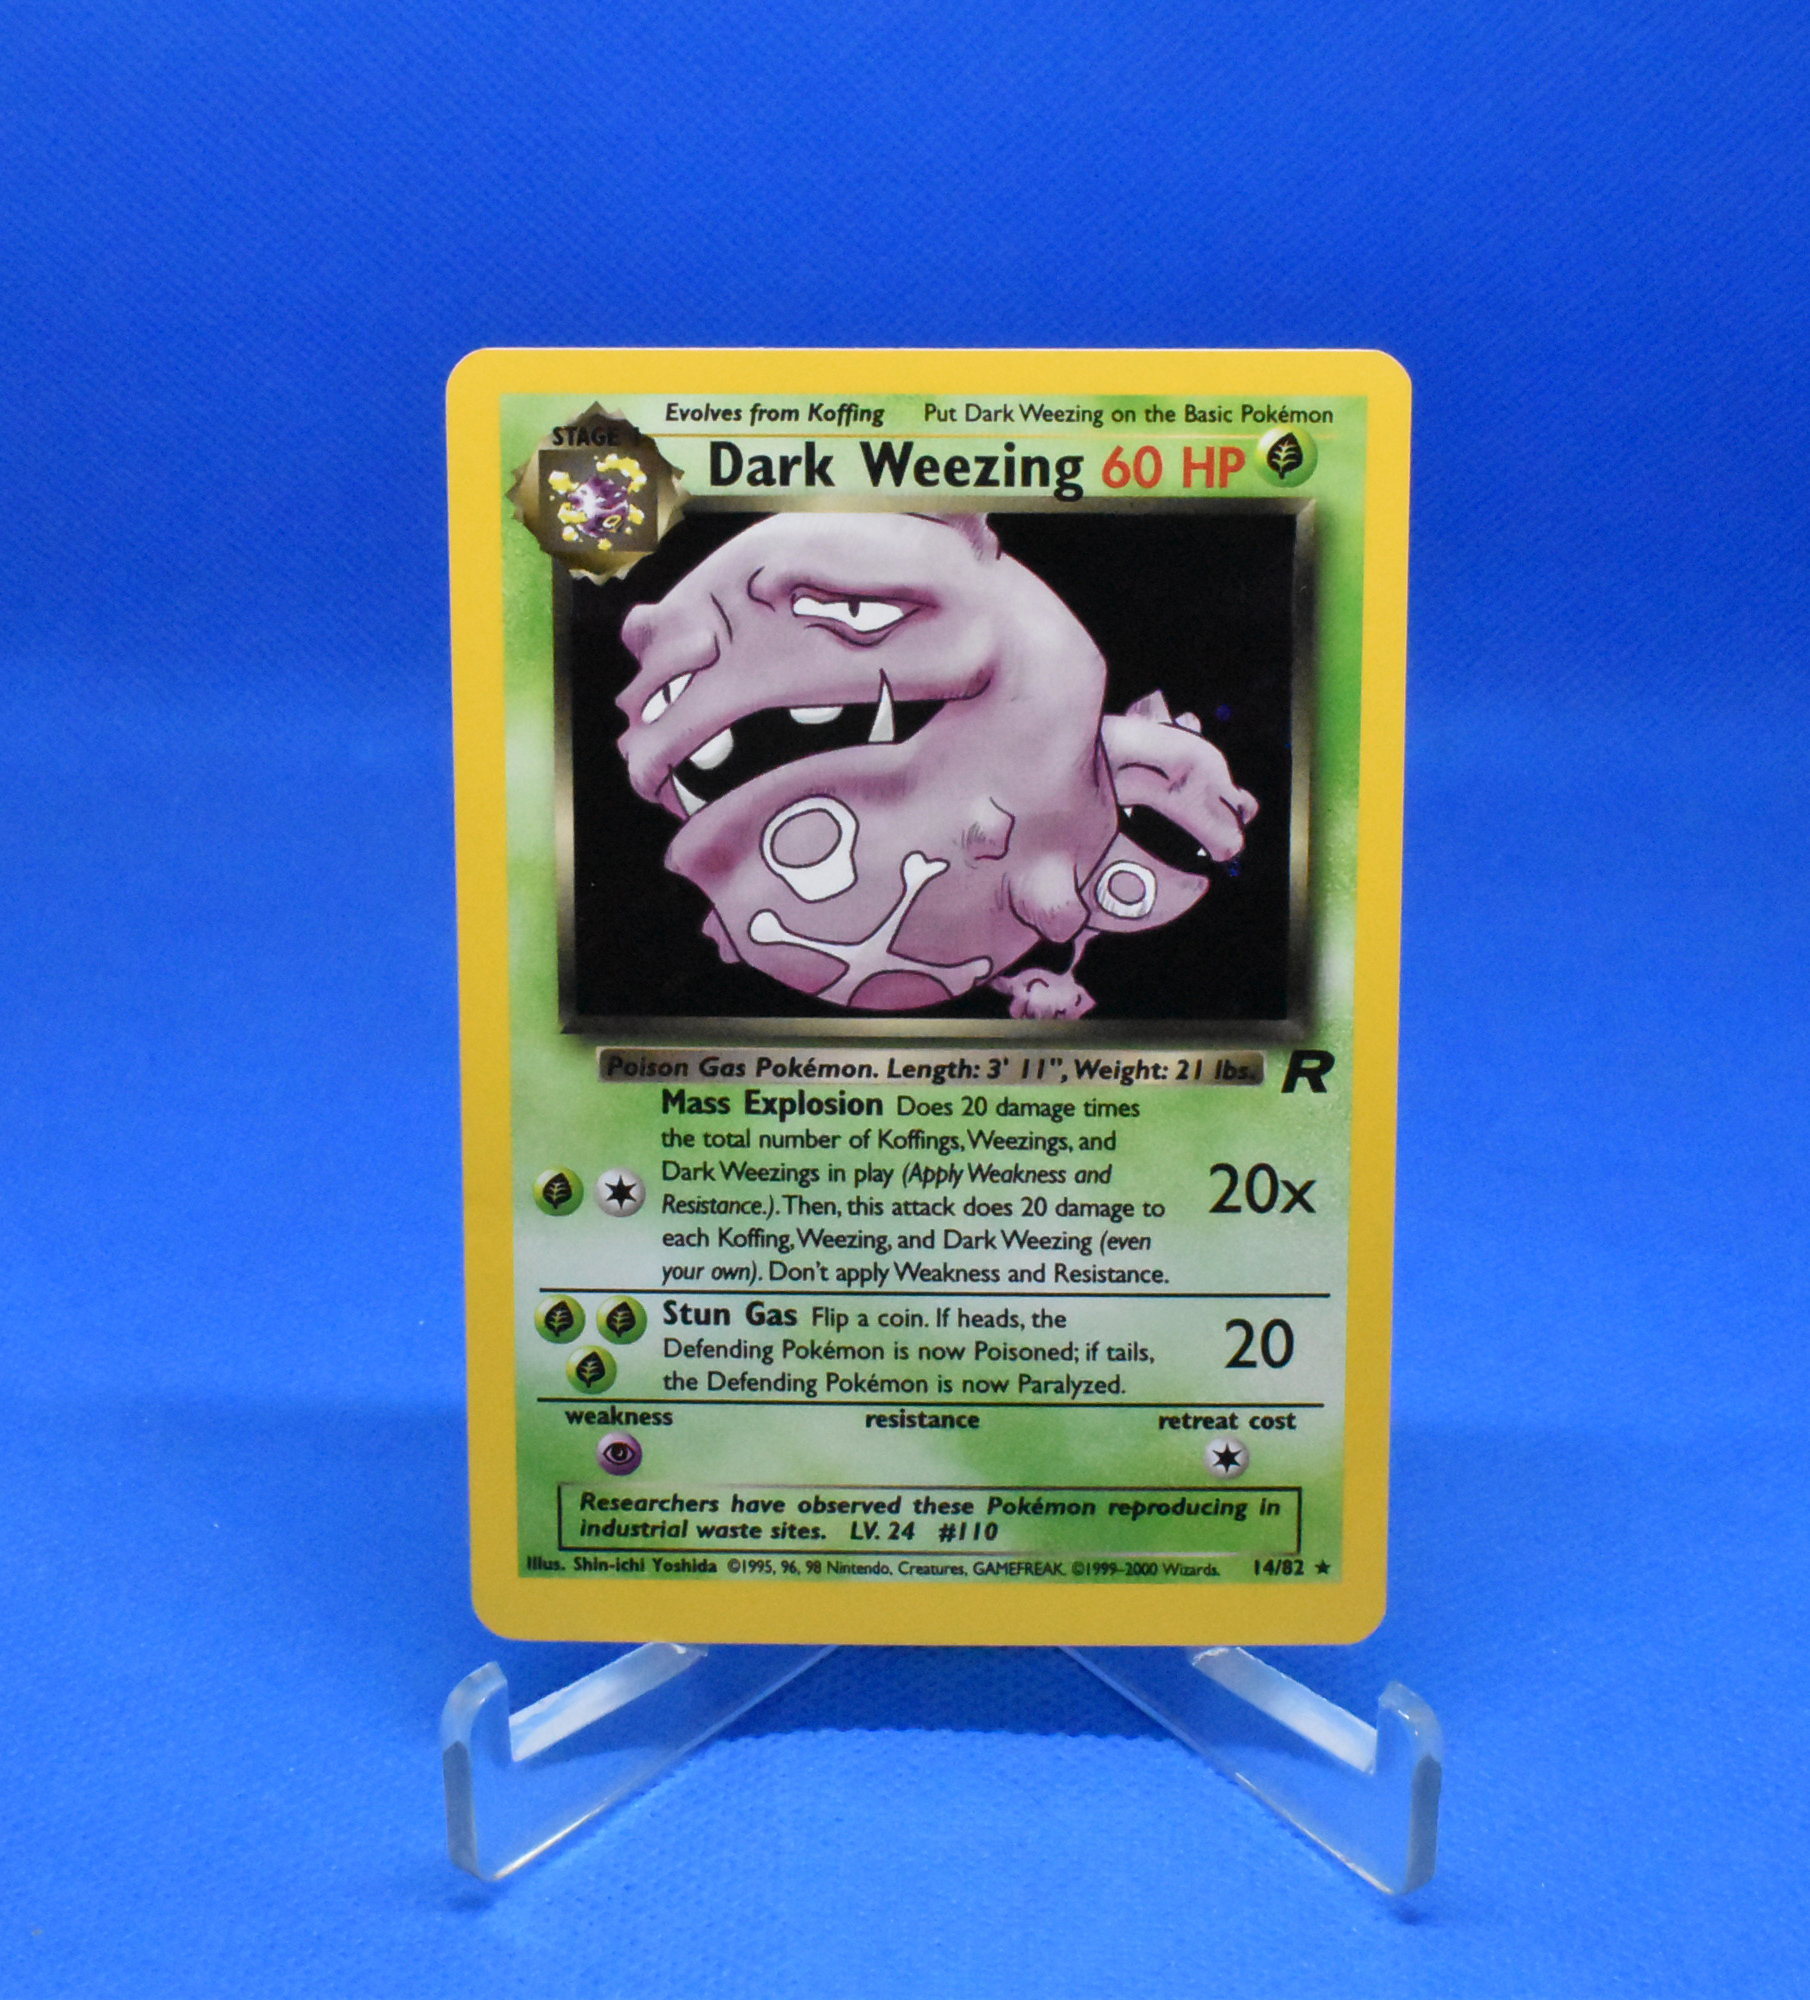 Evolves from Koffing Put Dark Weezing on the Basic Pokémon
STAGE 1
Dark Weezing 60 HP
Poison Gas Pokémon. Length: 3' 11", Weight: 21 lbs.
R
Mass Explosion Does 20 damage times
the total number of Koffings, Weezings, and
Dark Weezings in play (Apply Weakness and
Resistance.). Then, this attack does 20 damage to
each Koffing, Weezing, and Dark Weezing (even
your own). Don't apply Weakness and Resistance.
20x
Stun Gas Flip a coin. If heads, the
Defending Pokémon is now Poisoned; if tails,
the Defending Pokémon is now Paralyzed.
20
weakness resistance retreat cost
Researchers have observed these Pokémon reproducing in
industrial waste sites. LV. 24 #110
Illus. Shin-ichi Yoshida ©1995, 96, 98 Nintendo, Creatures, GAMEFREAK. ©1999-2000 Wizards. 14/82 ★